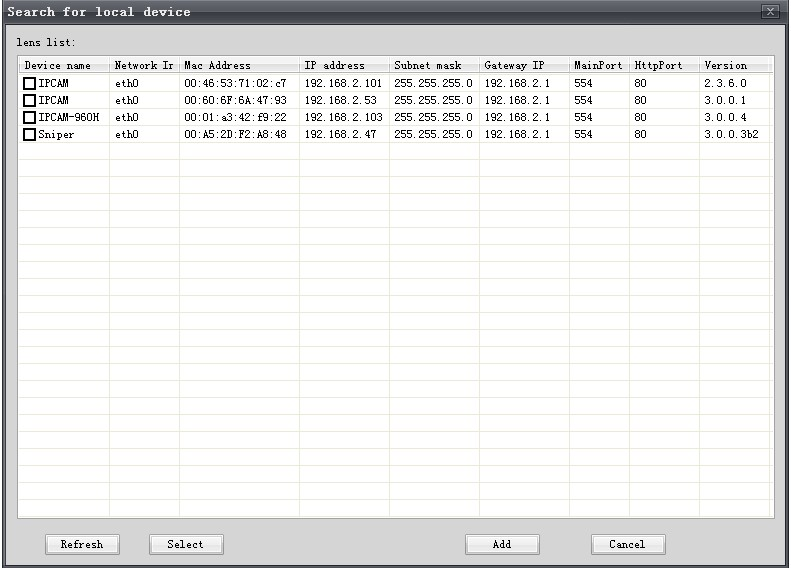 Search for local device
lens list:
Device name Network In Mac Address IP address Subnet mask Gateway IP MainPort HttpPort Version
IPCAM eth0 00:46:53:71:02:c7 192.168.2.101 255.255.255.0 192.168.2.1 554 80 2.3.6.0
IPCAM eth0 00:60:6F:6A:47:93 192.168.2.53 255.255.255.0 192.168.2.1 554 80 3.0.0.1
IPCAM-960H eth0 00:01:a3:42:f9:22 192.168.2.103 255.255.255.0 192.168.2.1 554 80 3.0.0.4
Sniper eth0 00:A5:2D:F2:A8:48 192.168.2.47 255.255.255.0 192.168.2.1 554 80 3.0.0.3b2
Refresh Select Add Cancel